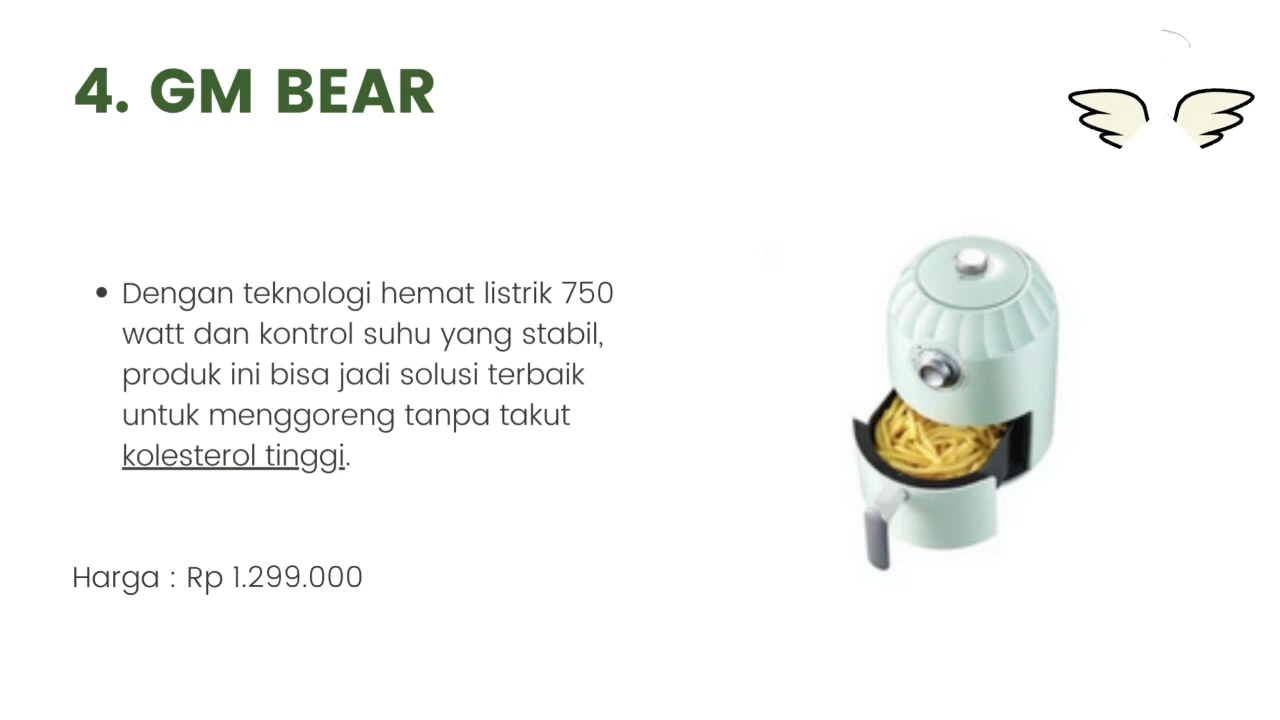 4. GM BEAR
• Dengan teknologi hemat listrik 750
watt dan kontrol suhu yang stabil,
produk ini bisa jadi solusi terbaik
untuk menggoreng tanpa takut
kolesterol tinggi.
Harga : Rp 1.299.000